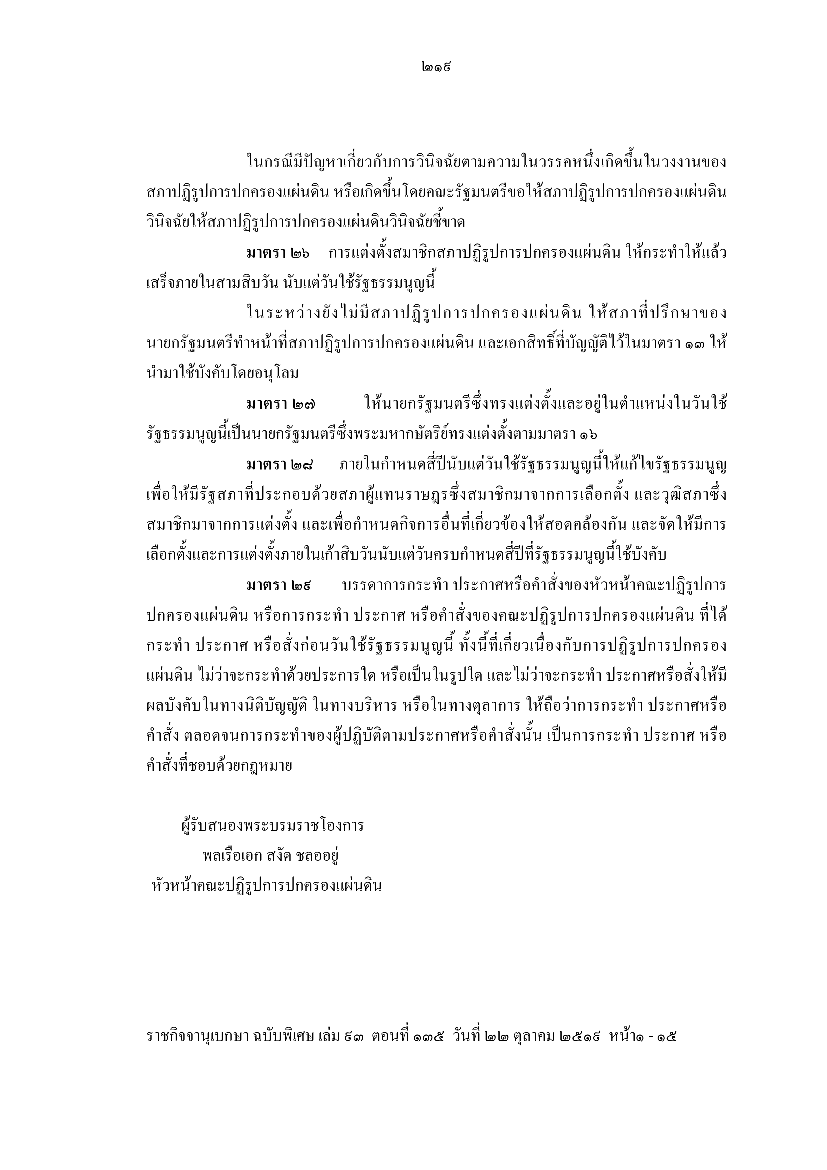 ๒๑๙
ในกรณีมีปัญหาเกี่ยวกับการวินิจฉัยตามความในวรรคหนึ่งเกิดขึ้นในวงงานของ
สภาปฏิรูปการปกครองแผ่นดิน หรือเกิดขึ้นโดยคณะรัฐมนตรีขอให้สภาปฏิรูปการปกครองแผ่นดิน
วินิจฉัยให้สภาปฏิรูปการปกครองแผ่นดินวินิจฉัยชี้ขาด
มาตรา ๒๖ การแต่งตั้งสมาชิกสภาปฏิรูปการปกครองแผ่นดิน ให้กระทำให้แล้ว
เสร็จภายในสามสิบวัน นับแต่วันใช้รัฐธรรมนูญนี้
ในระหว่างยังไม่มีสภาปฏิรูปการปกครองแผ่นดิน ให้สภาที่ปรึกษาของ
นายกรัฐมนตรีทำหน้าที่สภาปฏิรูปการปกครองแผ่นดิน และเอกสิทธิ์ที่บัญญัติไว้ในมาตรา ๑๓ ให้
นำมาใช้บังคับโดยอนุโลม
มาตรา ๒๗ ให้นายกรัฐมนตรีซึ่งทรงแต่งตั้งและอยู่ในตำแหน่งในวันใช้
รัฐธรรมนูญนี้เป็นนายกรัฐมนตรีซึ่งพระมหากษัตริย์ทรงแต่งตั้งตามมาตรา ๑๖
มาตรา ๒๘ ภายในกำหนดสี่ปีนับแต่วันใช้รัฐธรรมนูญนี้ให้แก้ไขรัฐธรรมนูญ
เพื่อให้มีรัฐสภาที่ประกอบด้วยสภาผู้แทนราษฎรซึ่งสมาชิกมาจากการเลือกตั้ง และวุฒิสภาซึ่ง
สมาชิกมาจากการแต่งตั้ง และเพื่อกำหนดกิจการอื่นที่เกี่ยวข้องให้สอดคล้องกัน และจัดให้มีการ
เลือกตั้งและการแต่งตั้งภายในเก้าสิบวันนับแต่วันครบกำหนดสี่ปีที่รัฐธรรมนูญนี้ใช้บังคับ
มาตรา ๒๙ บรรดาการกระทำ ประกาศหรือคำสั่งของหัวหน้าคณะปฏิรูปการ
ปกครองแผ่นดิน หรือการกระทำ ประกาศ หรือคำสั่งของคณะปฏิรูปการปกครองแผ่นดิน ที่ได้
กระทำ ประกาศ หรือสั่งก่อนวันใช้รัฐธรรมนูญนี้ ทั้งนี้ที่เกี่ยวเนื่องกับการปฏิรูปการปกครอง
แผ่นดิน ไม่ว่าจะกระทำด้วยประการใด หรือเป็นในรูปใด และไม่ว่าจะกระทำ ประกาศหรือสั่งให้มี
ผลบังคับในทางนิติบัญญัติ ในทางบริหาร หรือในทางตุลาการ ให้ถือว่าการกระทำ ประกาศหรือ
คำสั่ง ตลอดจนการกระทำของผู้ปฏิบัติตามประกาศหรือคำสั่งนั้น เป็นการกระทำ ประกาศ หรือ
คำสั่งที่ชอบด้วยกฎหมาย
ผู้รับสนองพระบรมราชโองการ
พลเรือเอก สงัด ชลออยู่
หัวหน้าคณะปฏิรูปการปกครองแผ่นดิน
ราชกิจจานุเบกษา ฉบับพิเศษ เล่ม ๙๓ ตอนที่ ๑๓๕ วันที่ ๒๒ ตุลาคม ๒๕๑๙ หน้า๑ - ๑๕